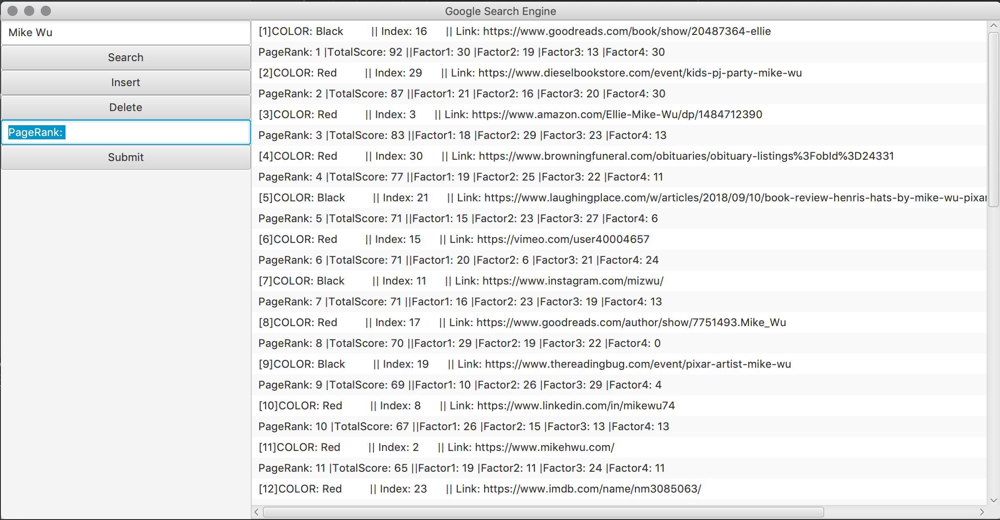 Google Search Engine
Mike Wu
Search
Insert
Delete
PageRank:
Submit
[1]COLOR: Black || Index: 16 || Link: https://www.goodreads.com/book/show/20487364-ellie
PageRank: 1 |TotalScore: 92 ||Factor1: 30 |Factor2: 19 |Factor3: 13 |Factor4: 30
[2]COLOR: Red || Index: 29 || Link: https://www.dieselbookstore.com/event/kids-pj-party-mike-wu
PageRank: 2 |TotalScore: 87 ||Factor1: 21 |Factor2: 16 |Factor3: 20 |Factor4: 30
[3]COLOR: Red || Index: 3 || Link: https://www.amazon.com/Ellie-Mike-Wu/dp/1484712390
PageRank: 3 |TotalScore: 83 ||Factor1: 18 |Factor2: 29 |Factor3: 23 |Factor4: 13
[4]COLOR: Red || Index: 30 || Link: https://www.browningfuneral.com/obituaries/obituary-listings%3FobId%3D24331
PageRank: 4 |TotalScore: 77 ||Factor1: 19 |Factor2: 25 |Factor3: 22 |Factor4: 11
[5]COLOR: Black || Index: 21 || Link: https://www.laughingplace.com/w/articles/2018/09/10/book-review-henris-hats-by-mike-wu-pixar
PageRank: 5 |TotalScore: 71 ||Factor1: 15 |Factor2: 23 |Factor3: 27 |Factor4: 6
[6]COLOR: Red || Index: 15 || Link: https://vimeo.com/user40004657
PageRank: 6 |TotalScore: 71 ||Factor1: 20 |Factor2: 6 |Factor3: 21 |Factor4: 24
[7]COLOR: Black || Index: 11 || Link: https://www.instagram.com/mizwu/
PageRank: 7 |TotalScore: 71 ||Factor1: 16 |Factor2: 23 |Factor3: 19 |Factor4: 13
[8]COLOR: Red || Index: 17 || Link: https://www.goodreads.com/author/show/7751493.Mike_Wu
PageRank: 8 |TotalScore: 70 ||Factor1: 29 |Factor2: 19 |Factor3: 22 |Factor4: 0
[9]COLOR: Black || Index: 19 || Link: https://www.thereadingbug.com/event/pixar-artist-mike-wu
PageRank: 9 |TotalScore: 69 ||Factor1: 10 |Factor2: 26 |Factor3: 29 |Factor4: 4
[10]COLOR: Red || Index: 8 || Link: https://www.linkedin.com/in/mikewu74
PageRank: 10 |TotalScore: 67 ||Factor1: 26 |Factor2: 15 |Factor3: 13 |Factor4: 13
[11]COLOR: Red || Index: 2 || Link: https://www.mikehwu.com/
PageRank: 11 |TotalScore: 65 ||Factor1: 19 |Factor2: 11 |Factor3: 24 |Factor4: 11
[12]COLOR: Red || Index: 23 || Link: https://www.imdb.com/name/nm3085063/